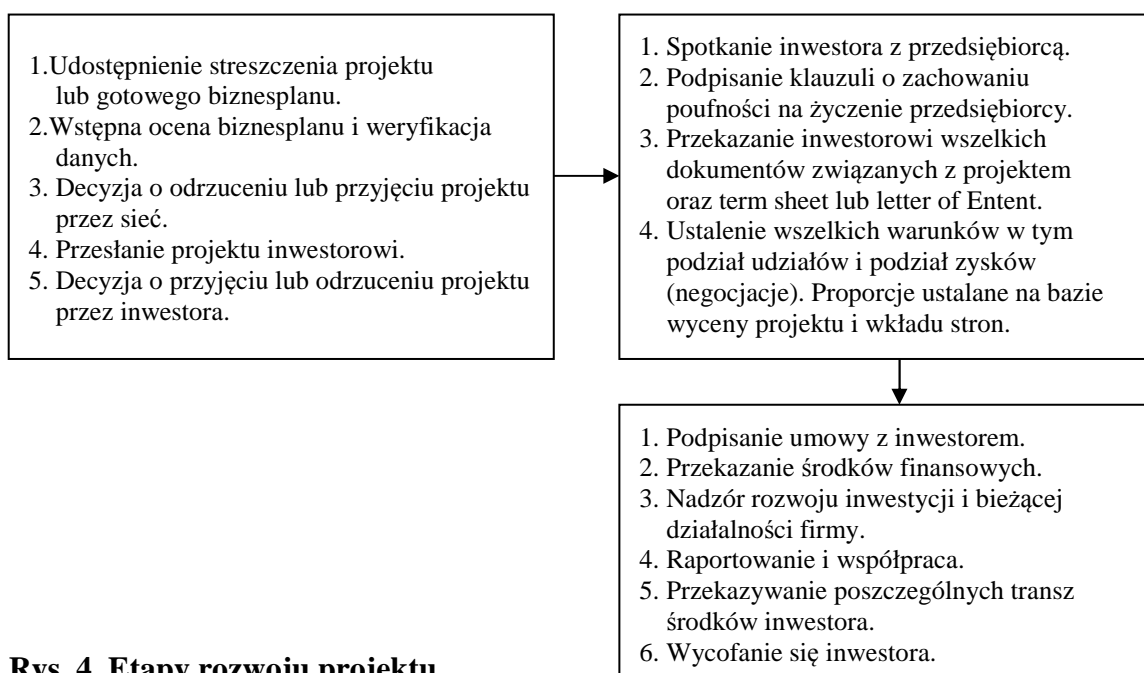 1.Udostępnienie streszczenia projektu
lub gotowego biznesplanu.
2.Wstępna ocena biznesplanu i weryfikacja
danych.
3. Decyzja o odrzuceniu lub przyjęciu projektu
przez sieć.
4. Przesłanie projektu inwestorowi.
5. Decyzja o przyjęciu lub odrzuceniu projektu
przez inwestora.
1. Spotkanie inwestora z przedsiębiorcą.
2. Podpisanie klauzuli o zachowaniu
poufności na życzenie przedsiębiorcy.
3. Przekazanie inwestorowi wszelkich
dokumentów związanych z projektem
oraz term sheet lub letter of Entent.
4. Ustalenie wszelkich warunków w tym
podział udziałów i podział zysków
(negocjacje). Proporcje ustalane na bazie
wyceny projektu i wkładu stron.
1. Podpisanie umowy z inwestorem.
2. Przekazanie środków finansowych.
3. Nadzór rozwoju inwestycji i bieżącej
działalności firmy.
4. Raportowanie i współpraca.
5. Przekazywanie poszczególnych transz
środków inwestora.
6. Wycofanie się inwestora.
Rys. 4. Etapy rozwoju projektu